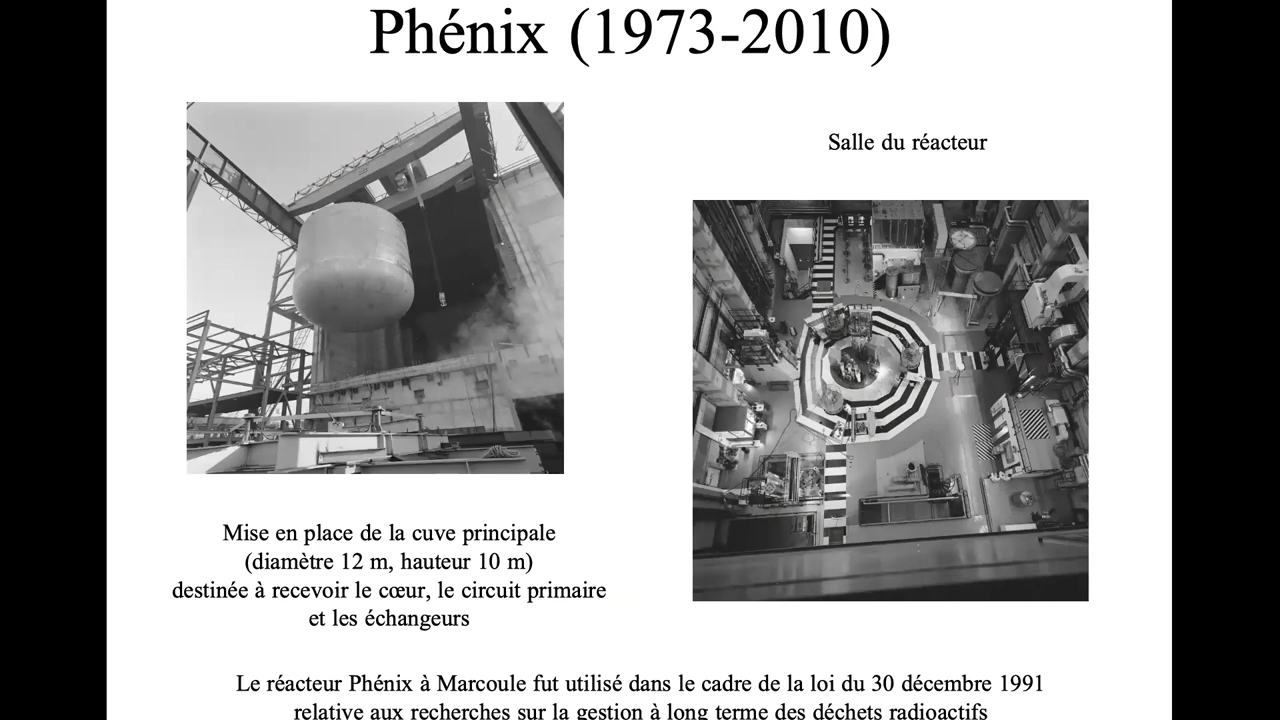 Phénix (1973-2010)
Salle du réacteur
Mise en place de la cuve principale
(diamètre 12 m, hauteur 10 m)
destinée à recevoir le cœur, le circuit primaire
et les échangeurs
Le réacteur Phénix à Marcoule fut utilisé dans le cadre de la loi du 30 décembre 1991
relative aux recherches sur la gestion à long terme des déchets radioactifs